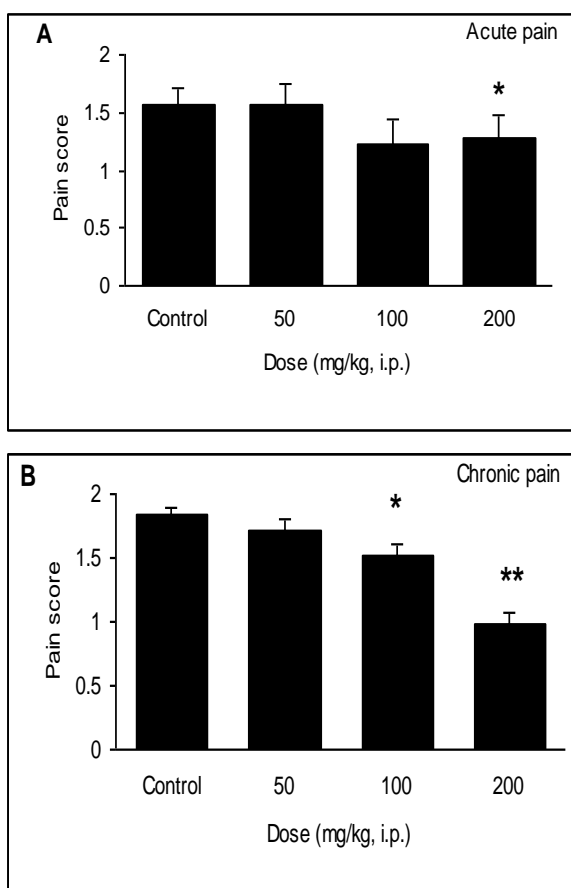 A
Acute pain
2
*
1.5
1
0.5
0
Pain score
Control 50 100 200
Dose (mg/kg, i.p.)
B
Chronic pain
2
*
1.5
**
1
0.5
0
Pain score
Control 50 100 200
Dose (mg/kg, i.p.)